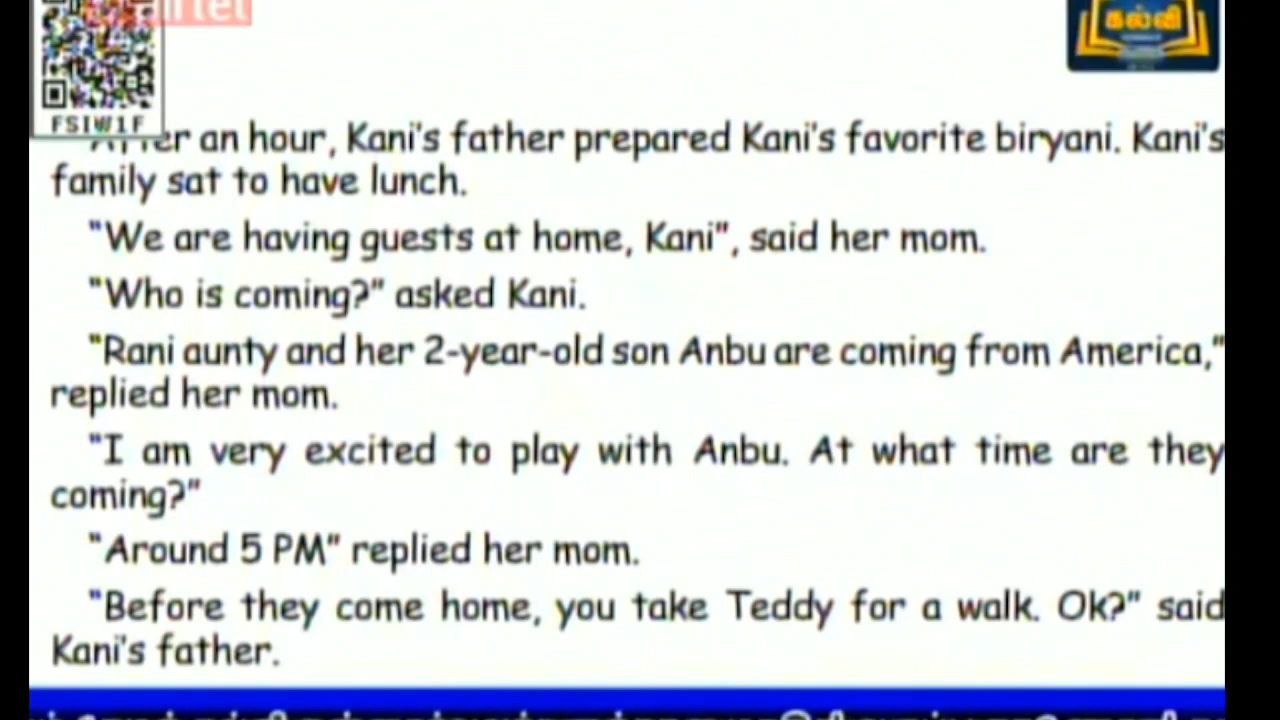 airtel
கல்வி
FSIW1F
After an hour, Kani's father prepared Kani's favorite biryani. Kani's
family sat to have lunch.
"We are having guests at home, Kani", said her mom.
"Who is coming?" asked Kani.
"Rani aunty and her 2-year-old son Anbu are coming from America,"
replied her mom.
"I am very excited to play with Anbu. At what time are they
coming?"
"Around 5 PM" replied her mom.
"Before they come home, you take Teddy for a walk. Ok?" said
Kani's father.